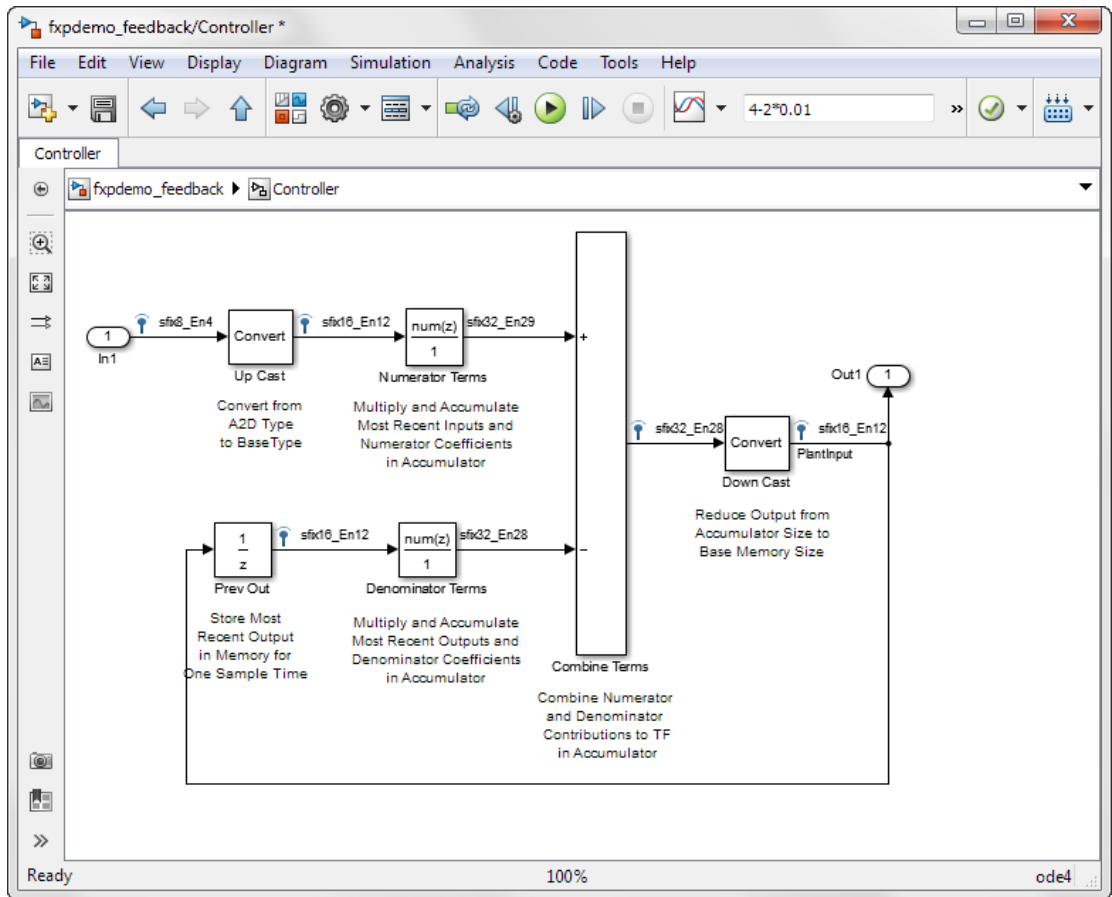 fxpdemo_feedback/Controller *
File Edit View Display Diagram Simulation Analysis Code Tools Help
4-2*0.01
»
Controller
fxpdemo_feedback Controller
1
In1
sfix8_En4
Convert
Up Cast
Convert from
A2D Type
to BaseType
sfix16_En12
num(z)
1
Numerator Terms
Multiply and Accumulate
Most Recent Inputs and
Numerator Coefficients
in Accumulator
sfix32_En29
+
−
Combine Terms
Combine Numerator
and Denominator
Contributions to TF
in Accumulator
sfix32_En28
Convert
Down Cast
Reduce Output from
Accumulator Size to
Base Memory Size
sfix16_En12
PlantInput
Out1
1
1
z
Prev Out
Store Most
Recent Output
in Memory for
One Sample Time
sfix16_En12
num(z)
1
Denominator Terms
Multiply and Accumulate
Most Recent Outputs and
Denominator Coefficients
in Accumulator
sfix32_En28
»
Ready 100% ode4